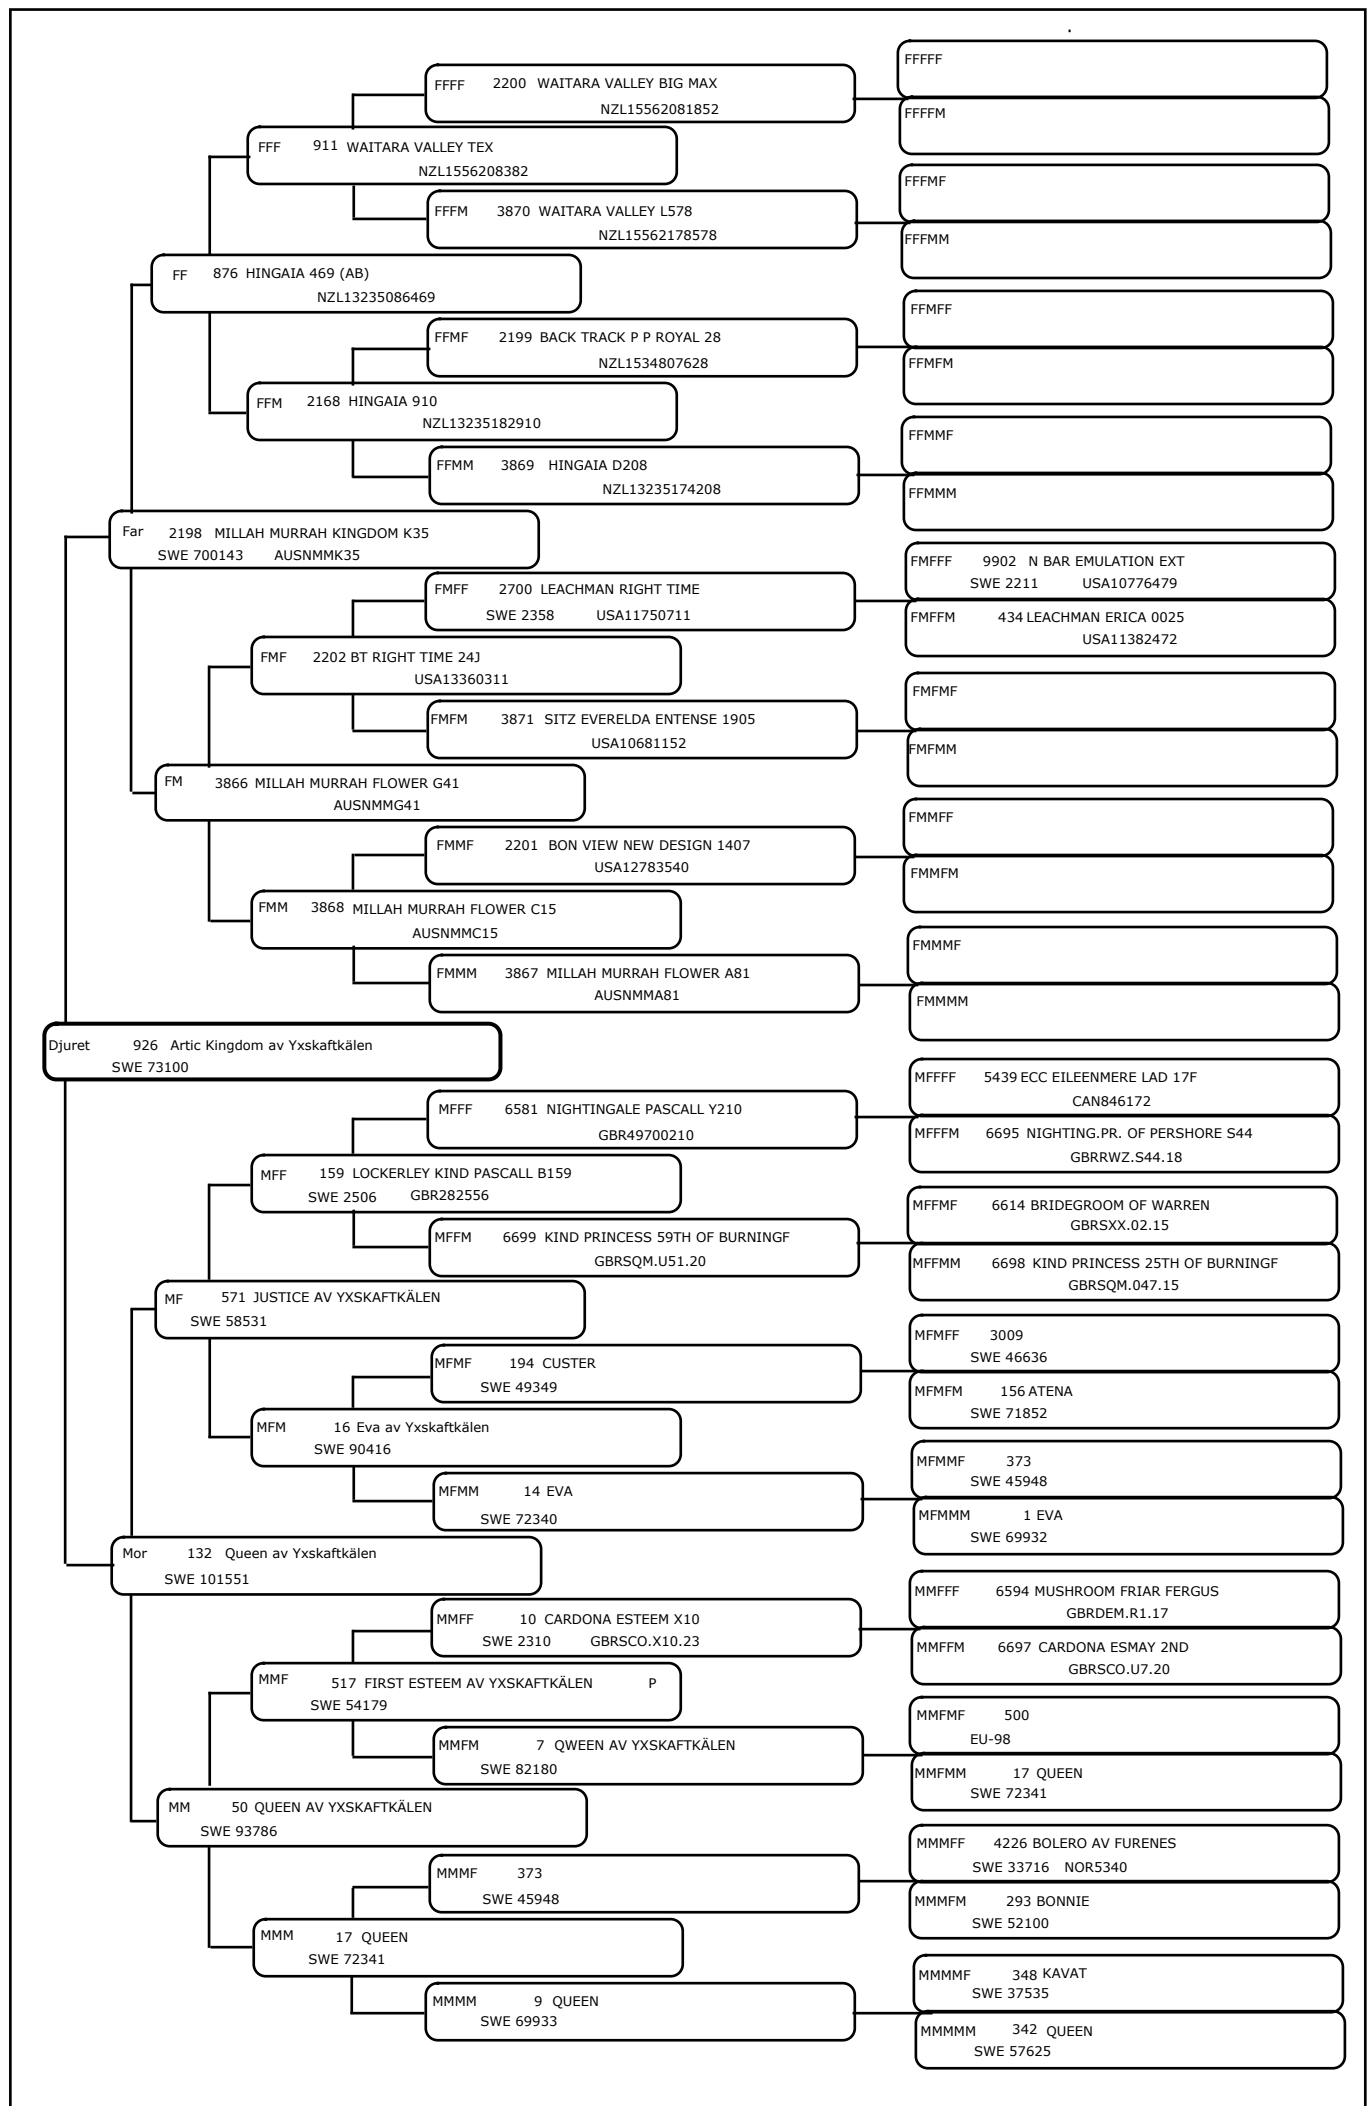 FFFFF
FFFF 2200 WAITARA VALLEY BIG MAX
NZL15562081852
FFFFM
FFF 911 WAITARA VALLEY TEX
NZL1556208382
FFFMF
FFFM 3870 WAITARA VALLEY L578
NZL15562178578
FFFMM
FF 876 HINGAIA 469 (AB)
NZL13235086469
FFMFF
FFMF 2199 BACK TRACK P P ROYAL 28
NZL1534807628
FFMFM
FFM 2168 HINGAIA 910
NZL13235182910
FFMMF
FFMM 3869 HINGAIA D208
NZL13235174208
FFMMM
Far 2198 MILLAH MURRAH KINGDOM K35
SWE 700143 AUSNMMK35
FMFFF 9902 N BAR EMULATION EXT
SWE 2211 USA10776479
FMFF 2700 LEACHMAN RIGHT TIME
SWE 2358 USA11750711
FMFFM 434 LEACHMAN ERICA 0025
USA11382472
FMF 2202 BT RIGHT TIME 24J
USA13360311
FMFMF
FMFM 3871 SITZ EVERELDA ENTENSE 1905
USA10681152
FMFMM
FM 3866 MILLAH MURRAH FLOWER G41
AUSNMMG41
FMMFF
FMMF 2201 BON VIEW NEW DESIGN 1407
USA12783540
FMMFM
FMM 3868 MILLAH MURRAH FLOWER C15
AUSNMMC15
FMMMF
FMMM 3867 MILLAH MURRAH FLOWER A81
AUSNMMA81
FMMMM
Djuret 926 Artic Kingdom av Yxskaftkälen
SWE 73100
MFFFF 5439 ECC EILEENMERE LAD 17F
CAN846172
MFFF 6581 NIGHTINGALE PASCALL Y210
GBR49700210
MFFFM 6695 NIGHTING.PR. OF PERSHORE S44
GBRRWZ.S44.18
MFF 159 LOCKERLEY KIND PASCALL B159
SWE 2506 GBR282556
MFFMF 6614 BRIDEGROOM OF WARREN
GBRSXX.02.15
MFFM 6699 KIND PRINCESS 59TH OF BURNINGF
GBRSQM.U51.20
MFFMM 6698 KIND PRINCESS 25TH OF BURNINGF
GBRSQM.047.15
MF 571 JUSTICE AV YXSKAFTKÄLEN
SWE 58531
MFMFF 3009
SWE 46636
MFMF 194 CUSTER
SWE 49349
MFMFM 156 ATENA
SWE 71852
MFM 16 Eva av Yxskaftkälen
SWE 90416
MFMMF 373
SWE 45948
MFMM 14 EVA
SWE 72340
MFMMM 1 EVA
SWE 69932
Mor 132 Queen av Yxskaftkälen
SWE 101551
MMFFF 6594 MUSHROOM FRIAR FERGUS
GBRDEM.R1.17
MMFF 10 CARDONA ESTEEM X10
SWE 2310 GBRSCO.X10.23
MMFFM 6697 CARDONA ESMAY 2ND
GBRSCO.U7.20
MMF 517 FIRST ESTEEM AV YXSKAFTKÄLEN P
SWE 54179
MMFMF 500
EU-98
MMFM 7 QWEEN AV YXSKAFTKÄLEN
SWE 82180
MMFMM 17 QUEEN
SWE 72341
MM 50 QUEEN AV YXSKAFTKÄLEN
SWE 93786
MMMFF 4226 BOLERO AV FURENES
SWE 33716 NOR5340
MMMF 373
SWE 45948
MMMFM 293 BONNIE
SWE 52100
MMM 17 QUEEN
SWE 72341
MMMMF 348 KAVAT
SWE 37535
MMMM 9 QUEEN
SWE 69933
MMMMM 342 QUEEN
SWE 57625